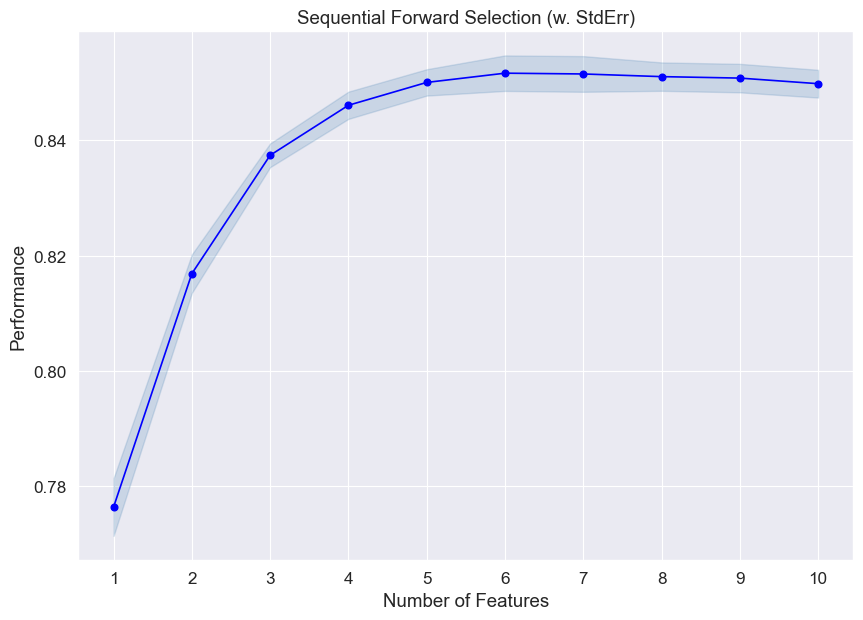 Sequential Forward Selection (w. StdErr)
Performance
0.84
0.82
0.80
0.78
1 2 3 4 5 6 7 8 9 10
Number of Features